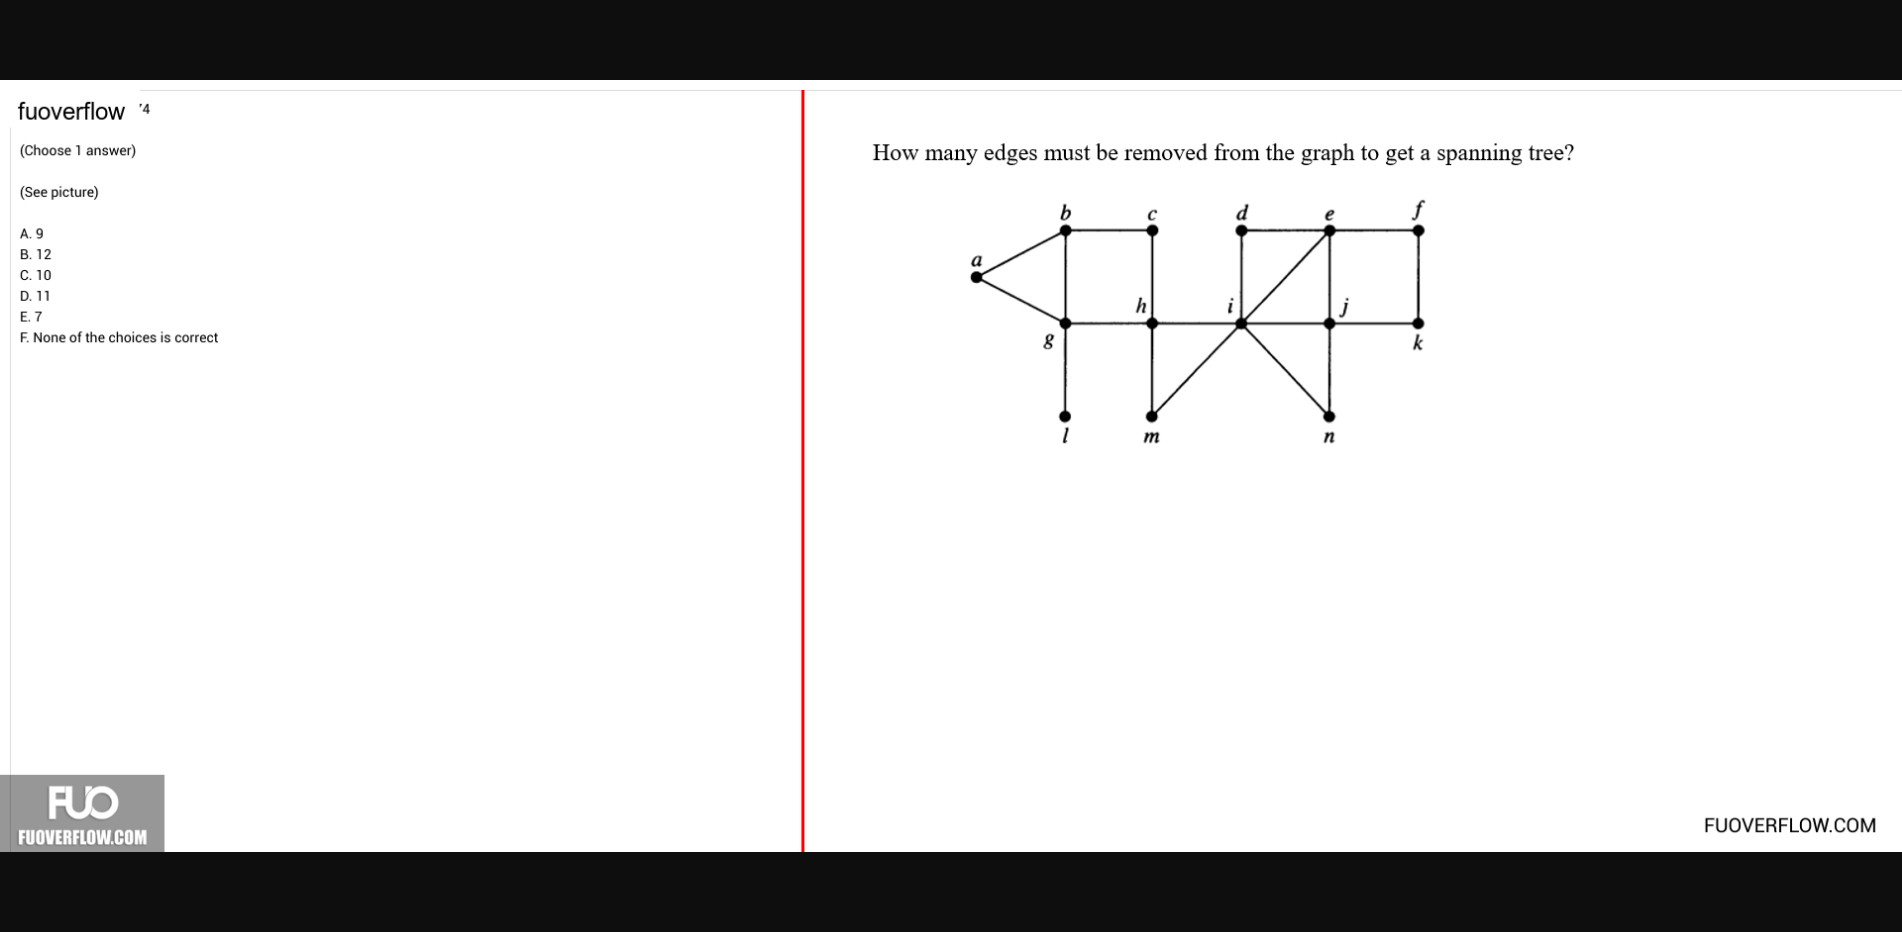 fuoverflow '4
(Choose 1 answer)
(See picture)
A. 9
B. 12
C. 10
D. 11
E. 7
F. None of the choices is correct
How many edges must be removed from the graph to get a spanning tree?
b c d e f
a
h i j
g k
l m n
FUO
FUOVERFLOW.COM
FUOVERFLOW.COM